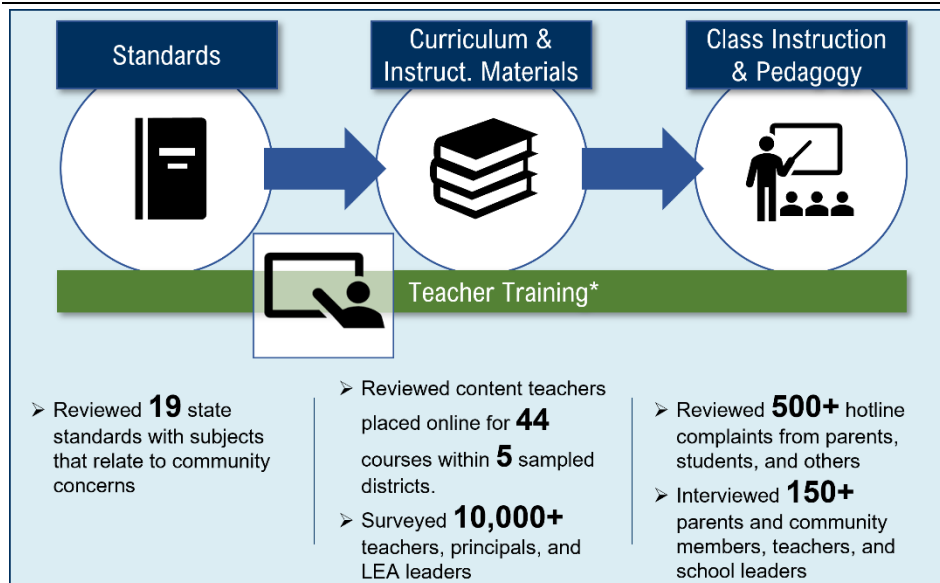 Standards
Curriculum &
Instruct. Materials
Class Instruction
& Pedagogy
Teacher Training*
➢ Reviewed 19 state
standards with subjects
that relate to community
concerns
➢ Reviewed content teachers
placed online for 44
courses within 5 sampled
districts.
➢ Surveyed 10,000+
teachers, principals, and
LEA leaders
➢ Reviewed 500+ hotline
complaints from parents,
students, and others
➢ Interviewed 150+
parents and community
members, teachers, and
school leaders